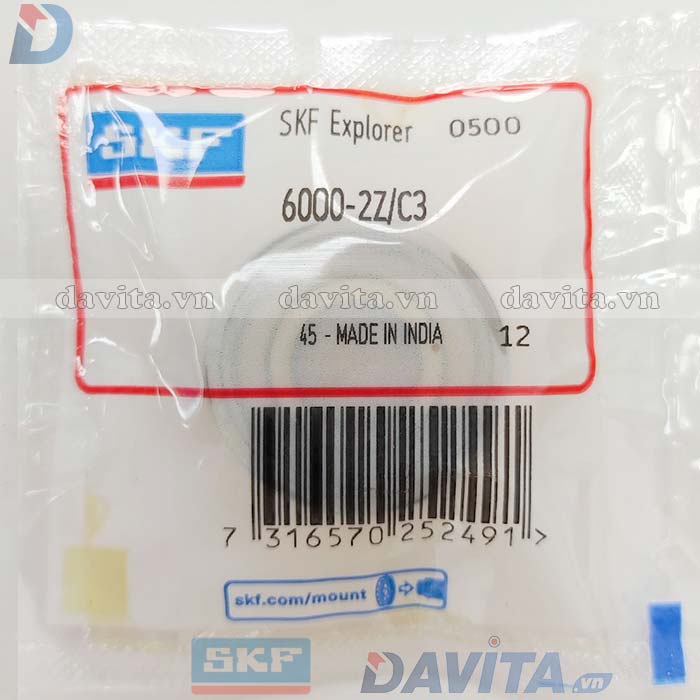 D
SKF
SKF Explorer 0500
6000-2Z/C3
davita.vn davita.vn davita.vn
45 - MADE IN INDIA 12
7 316570 252491 >
skf.com/mount
SKF
DAVITA.vn